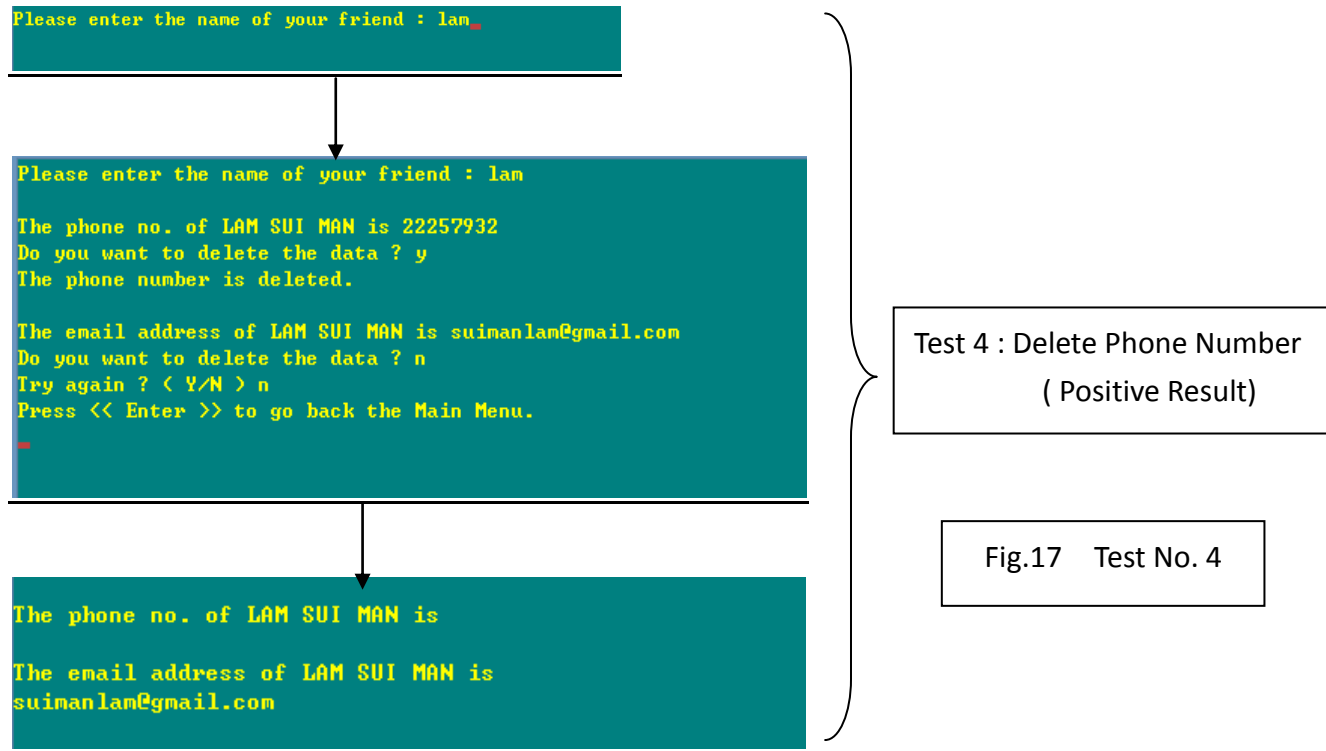 Please enter the name of your friend : lam
Please enter the name of your friend : lam
The phone no. of LAM SUI MAN is 22257932
Do you want to delete the data ? y
The phone number is deleted.
The email address of LAM SUI MAN is suimanlam@gmail.com
Do you want to delete the data ? n
Try again ? ( Y/N ) n
Press << Enter >> to go back the Main Menu.
The phone no. of LAM SUI MAN is
The email address of LAM SUI MAN is
suimanlam@gmail.com
Test 4 : Delete Phone Number
( Positive Result)
Fig.17 Test No. 4